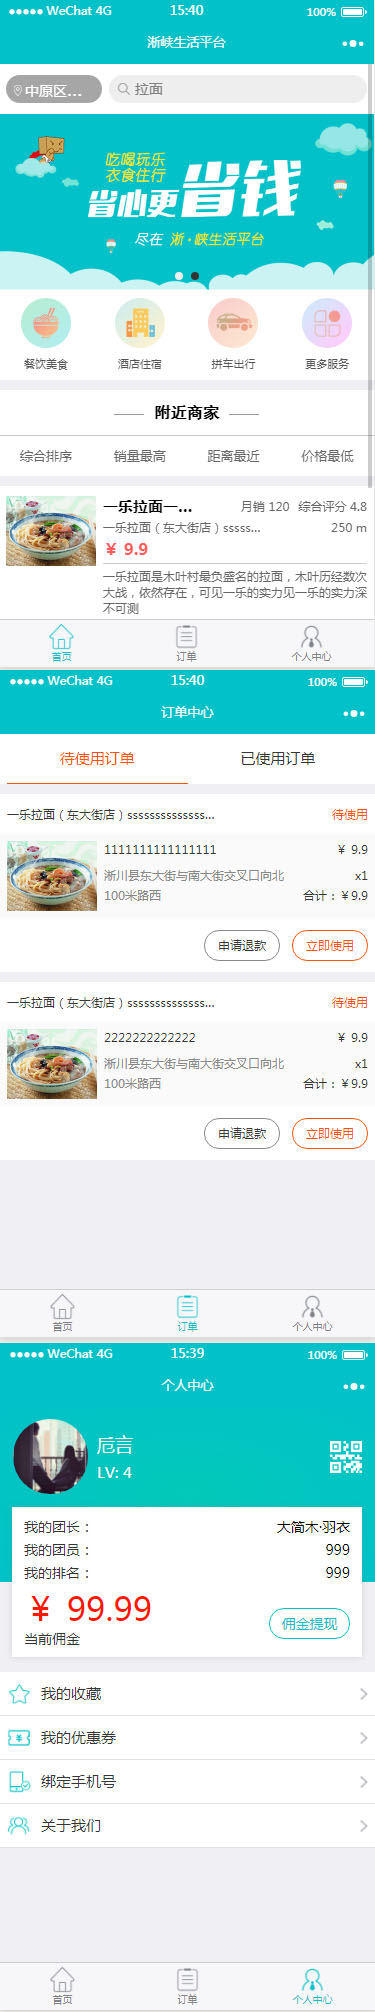 ●●●●● WeChat 4G 15:40 100%
淅峡生活平台
中原区... 拉面
吃喝玩乐
衣食住行
省心更省钱
尽在 淅·峡生活平台
餐饮美食 酒店住宿 拼车出行 更多服务
附近商家
综合排序 销量最高 距离最近 价格最低
一乐拉面一... 月销 120 综合评分 4.8
一乐拉面（东大街店）sssss... 250 m
¥ 9.9
一乐拉面是木叶村最负盛名的拉面，木叶历经数次
大战，依然存在，可见一乐的实力见一乐的实力深
不可测
首页 订单 个人中心
●●●●● WeChat 4G 15:40 100%
订单中心
待使用订单 已使用订单
一乐拉面（东大街店）ssssssssssssss... 待使用
1111111111111111 ¥ 9.9
淅川县东大街与南大街交叉口向北 x1
100米路西 合计：¥9.9
申请退款 立即使用
一乐拉面（东大街店）ssssssssssssss... 待使用
2222222222222 ¥ 9.9
淅川县东大街与南大街交叉口向北 x1
100米路西 合计：¥9.9
申请退款 立即使用
首页 订单 个人中心
●●●●● WeChat 4G 15:39 100%
个人中心
卮言
LV: 4
我的团长： 大简木·羽衣
我的团员： 999
我的排名： 999
¥ 99.99
当前佣金 佣金提现
我的收藏
我的优惠券
绑定手机号
关于我们
首页 订单 个人中心